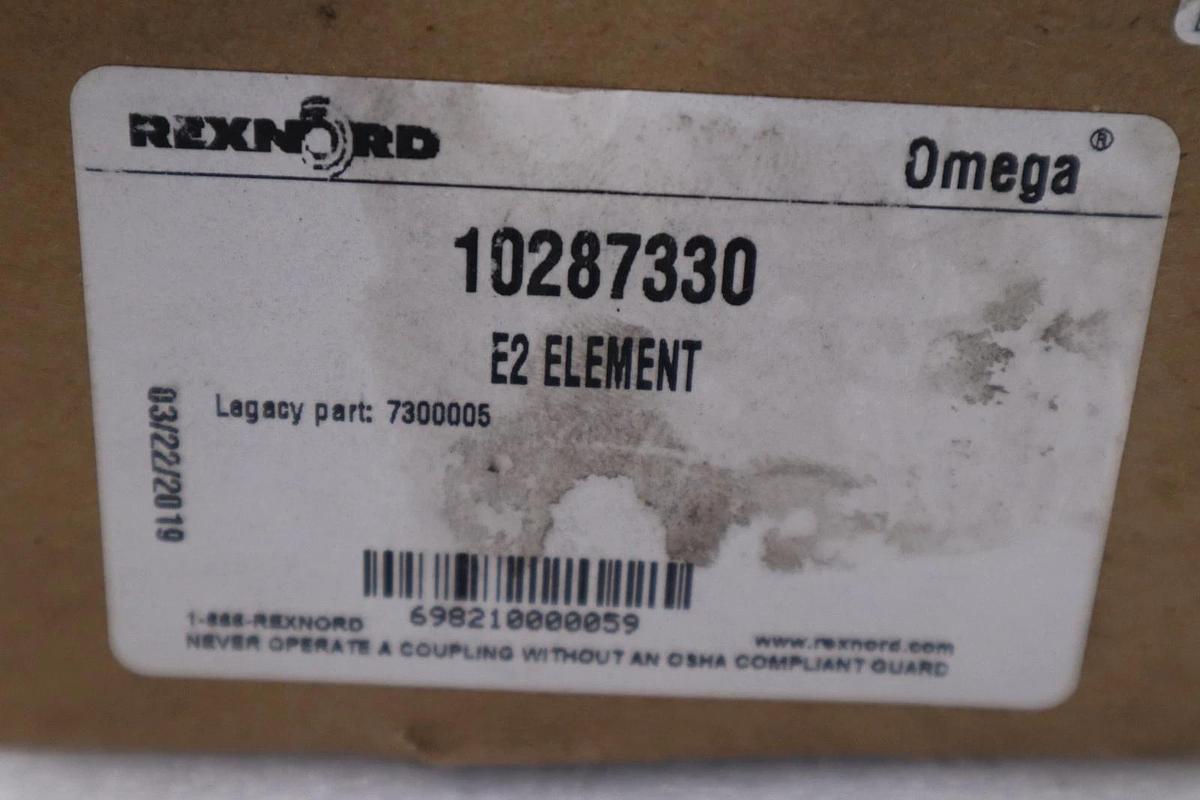 REXNORD
Omega®
10287330
E2 ELEMENT
Legacy part: 7300005
03/22/2019
698210000059
1-888-REXNORD
www.rexnord.com
NEVER OPERATE A COUPLING WITHOUT AN OSHA COMPLIANT GUARD